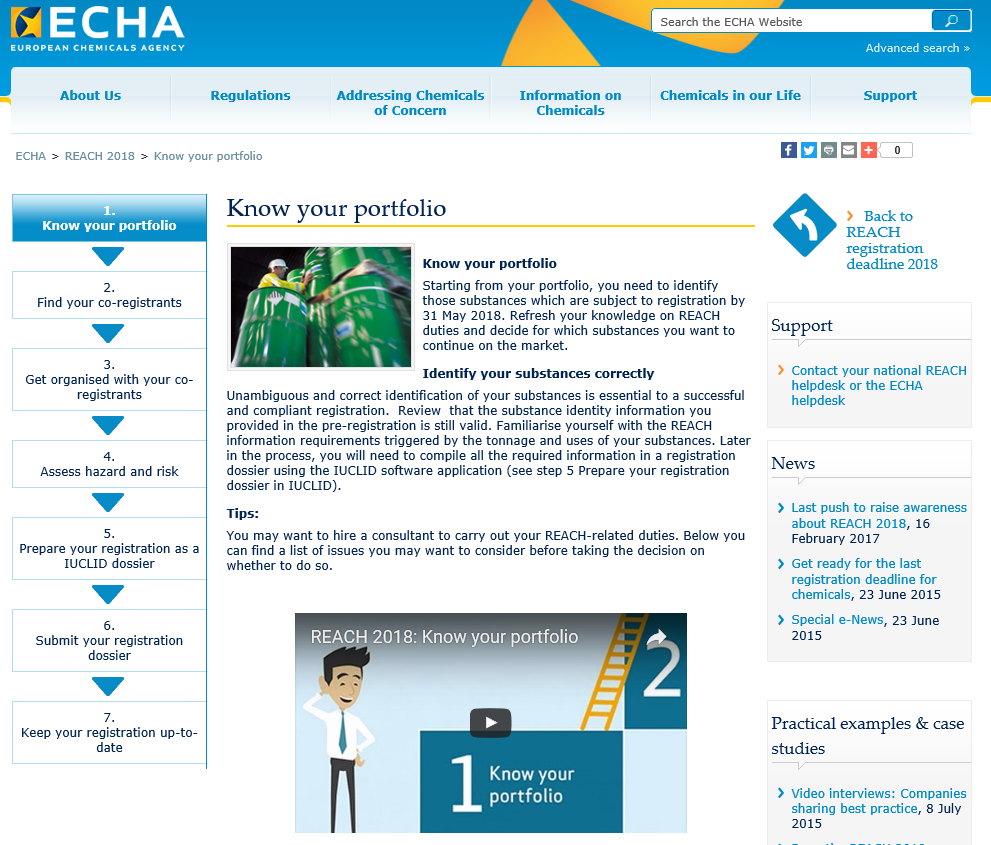 ECHA
EUROPEAN CHEMICALS AGENCY
Search the ECHA Website
Advanced search »
About Us
Regulations
Addressing Chemicals
of Concern
Information on
Chemicals
Chemicals in our Life
Support
ECHA > REACH 2018 > Know your portfolio
0
1.
Know your portfolio
2.
Find your co-registrants
3.
Get organised with your co-
registrants
4.
Assess hazard and risk
5.
Prepare your registration as a
IUCLID dossier
6.
Submit your registration
dossier
7.
Keep your registration up-to-
date
Know your portfolio
Know your portfolio
Starting from your portfolio, you need to identify
those substances which are subject to registration by
31 May 2018. Refresh your knowledge on REACH
duties and decide for which substances you want to
continue on the market.
Identify your substances correctly
Unambiguous and correct identification of your substances is essential to a successful
and compliant registration.  Review  that the substance identity information you
provided in the pre-registration is still valid. Familiarise yourself with the REACH
information requirements triggered by the tonnage and uses of your substances. Later
in the process, you will need to compile all the required information in a registration
dossier using the IUCLID software application (see step 5 Prepare your registration
dossier in IUCLID).
Tips:
You may want to hire a consultant to carry out your REACH-related duties. Below you
can find a list of issues you may want to consider before taking the decision on
whether to do so.
REACH 2018: Know your portfolio
2
1 Know your
portfolio
Back to
REACH
registration
deadline 2018
Support
Contact your national REACH
helpdesk or the ECHA
helpdesk
News
Last push to raise awareness
about REACH 2018, 16
February 2017
Get ready for the last
registration deadline for
chemicals, 23 June 2015
Special e-News, 23 June
2015
Practical examples & case
studies
Video interviews: Companies
sharing best practice, 8 July
2015